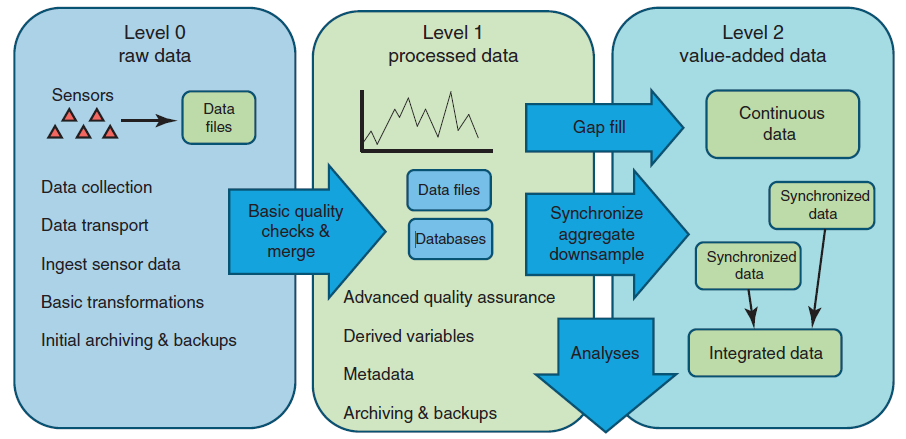 Level 0
raw data
Sensors
Data
files
Data collection
Data transport
Ingest sensor data
Basic transformations
Initial archiving & backups
Basic quality
checks &
merge
Level 1
processed data
Data files
Databases
Advanced quality assurance
Derived variables
Metadata
Archiving & backups
Gap fill
Synchronize
aggregate
downsample
Analyses
Level 2
value-added data
Continuous
data
Synchronized
data
Synchronized
data
Integrated data